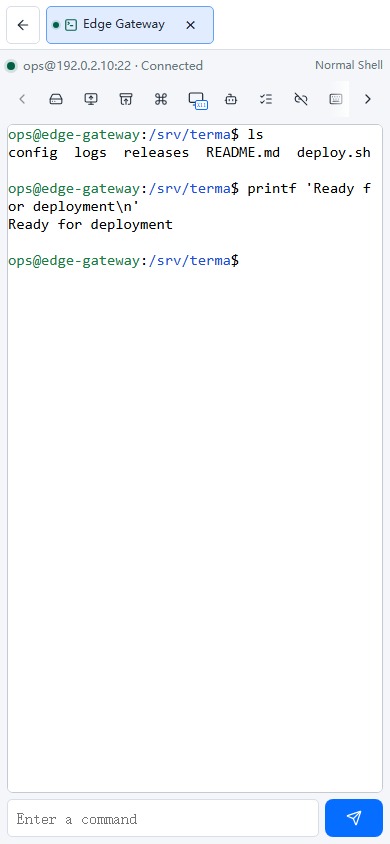 Edge Gateway
ops@192.0.2.10:22 · Connected Normal Shell
X11
ops@edge-gateway:/srv/terma$ ls
config  logs  releases  README.md  deploy.sh
ops@edge-gateway:/srv/terma$ printf 'Ready f
or deployment\n'
Ready for deployment
ops@edge-gateway:/srv/terma$
Enter a command